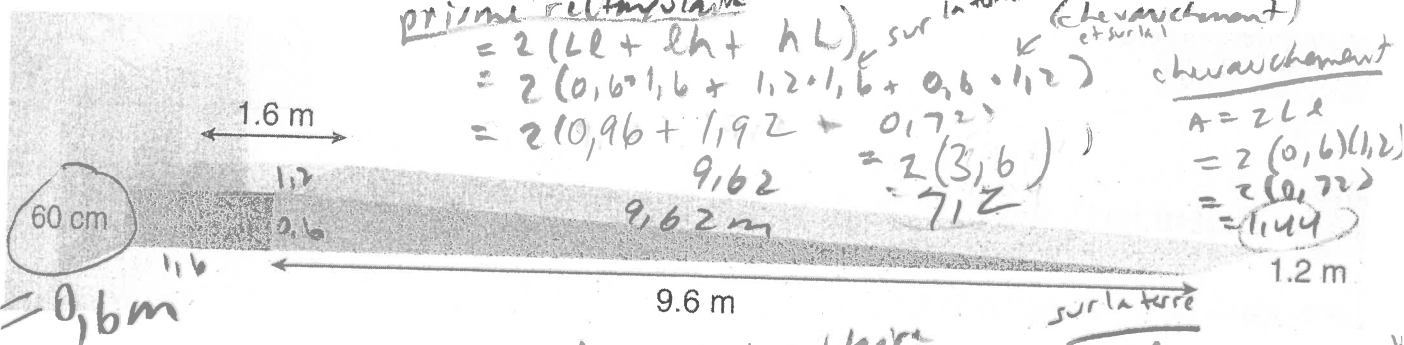 prisme rectangulaire
= 2(Ll + lh + hL)
sur la terre
(chevauchement)
et sur la
= 2(0,6·1,6 + 1,2·1,6 + 0,6·1,2)
= 2(0,96 + 1,92 + 0,72)
= 2(3,6)
= 7,2
chevauchement
A = 2Ll
= 2(0,6)(1,2)
= 2(0,72)
= 1,44
1.6 m
1,2
9,62
60 cm
0,6
9,62 m
1,6
= 0,6m
9.6 m
1.2 m
sur la terre